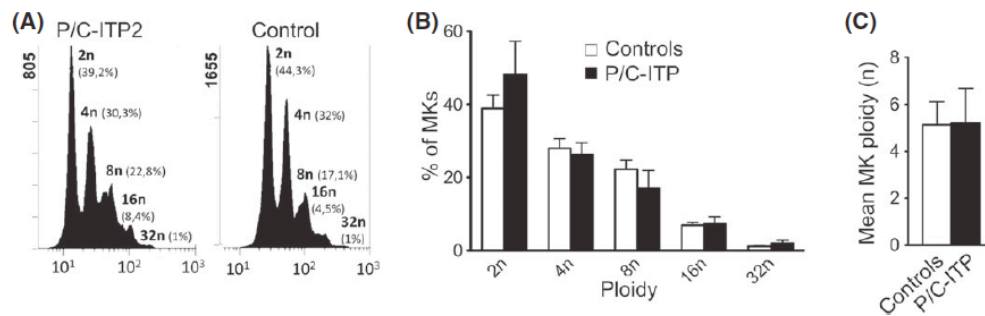 (A)
P/C-ITP2
805
2n
(39,2%)
4n (30,3%)
8n (22,8%)
16n
(8,4%)
32n (1%)
10¹ 10² 10³
Control
1655
2n
(44,3%)
4n (32%)
8n (17,1%)
16n
(4,5%)
32n
(1%)
10¹ 10² 10³
(B)
Controls
P/C-ITP
% of MKs
60
40
20
0
2n 4n 8n 16n 32n
Ploidy
(C)
Mean MK ploidy (n)
8
6
4
2
0
Controls
P/C-ITP